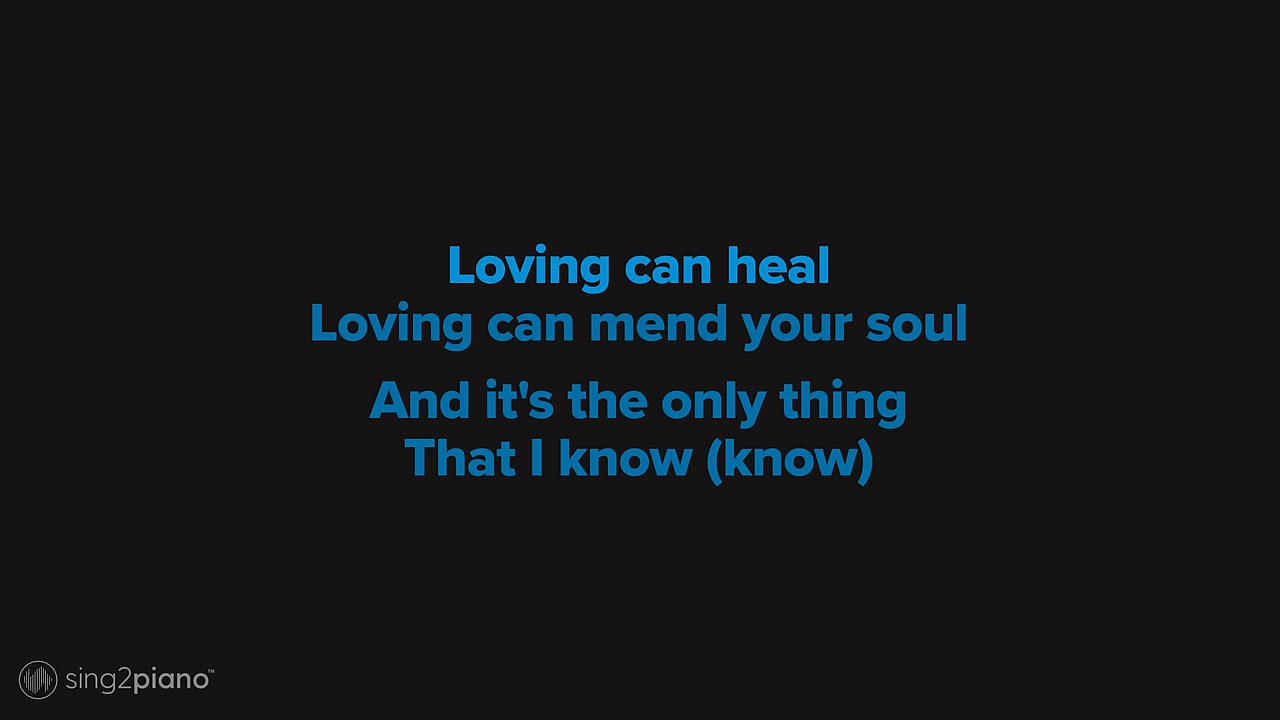 Loving can heal
Loving can mend your soul
And it's the only thing
That I know (know)
sing2piano™